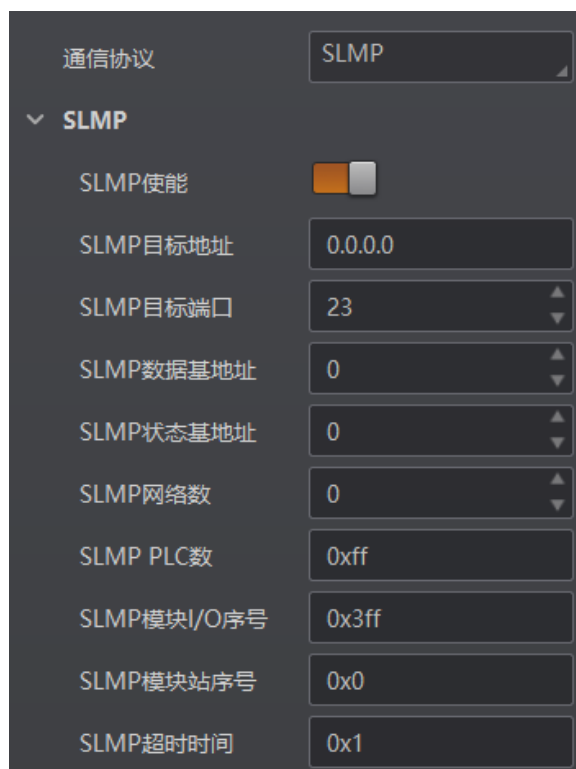 通信协议 SLMP
SLMP
SLMP使能
SLMP目标地址 0.0.0.0
SLMP目标端口 23
SLMP数据基地址 0
SLMP状态基地址 0
SLMP网络数 0
SLMP PLC数 0xff
SLMP模块I/O序号 0x3ff
SLMP模块站序号 0x0
SLMP超时时间 0x1